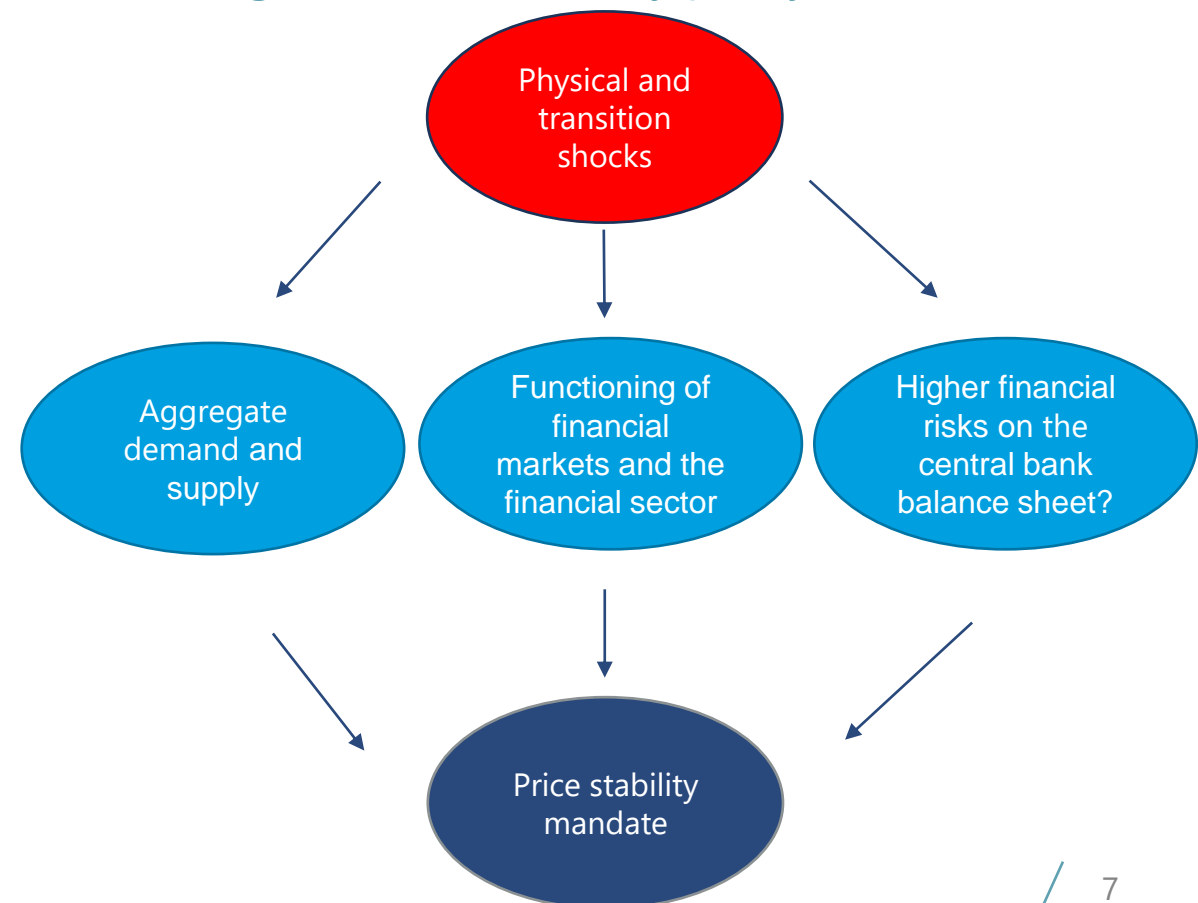 Physical and
transition
shocks
Aggregate
demand and
supply
Functioning of
financial
markets and the
financial sector
Higher financial
risks on the
central bank
balance sheet?
Price stability
mandate
7